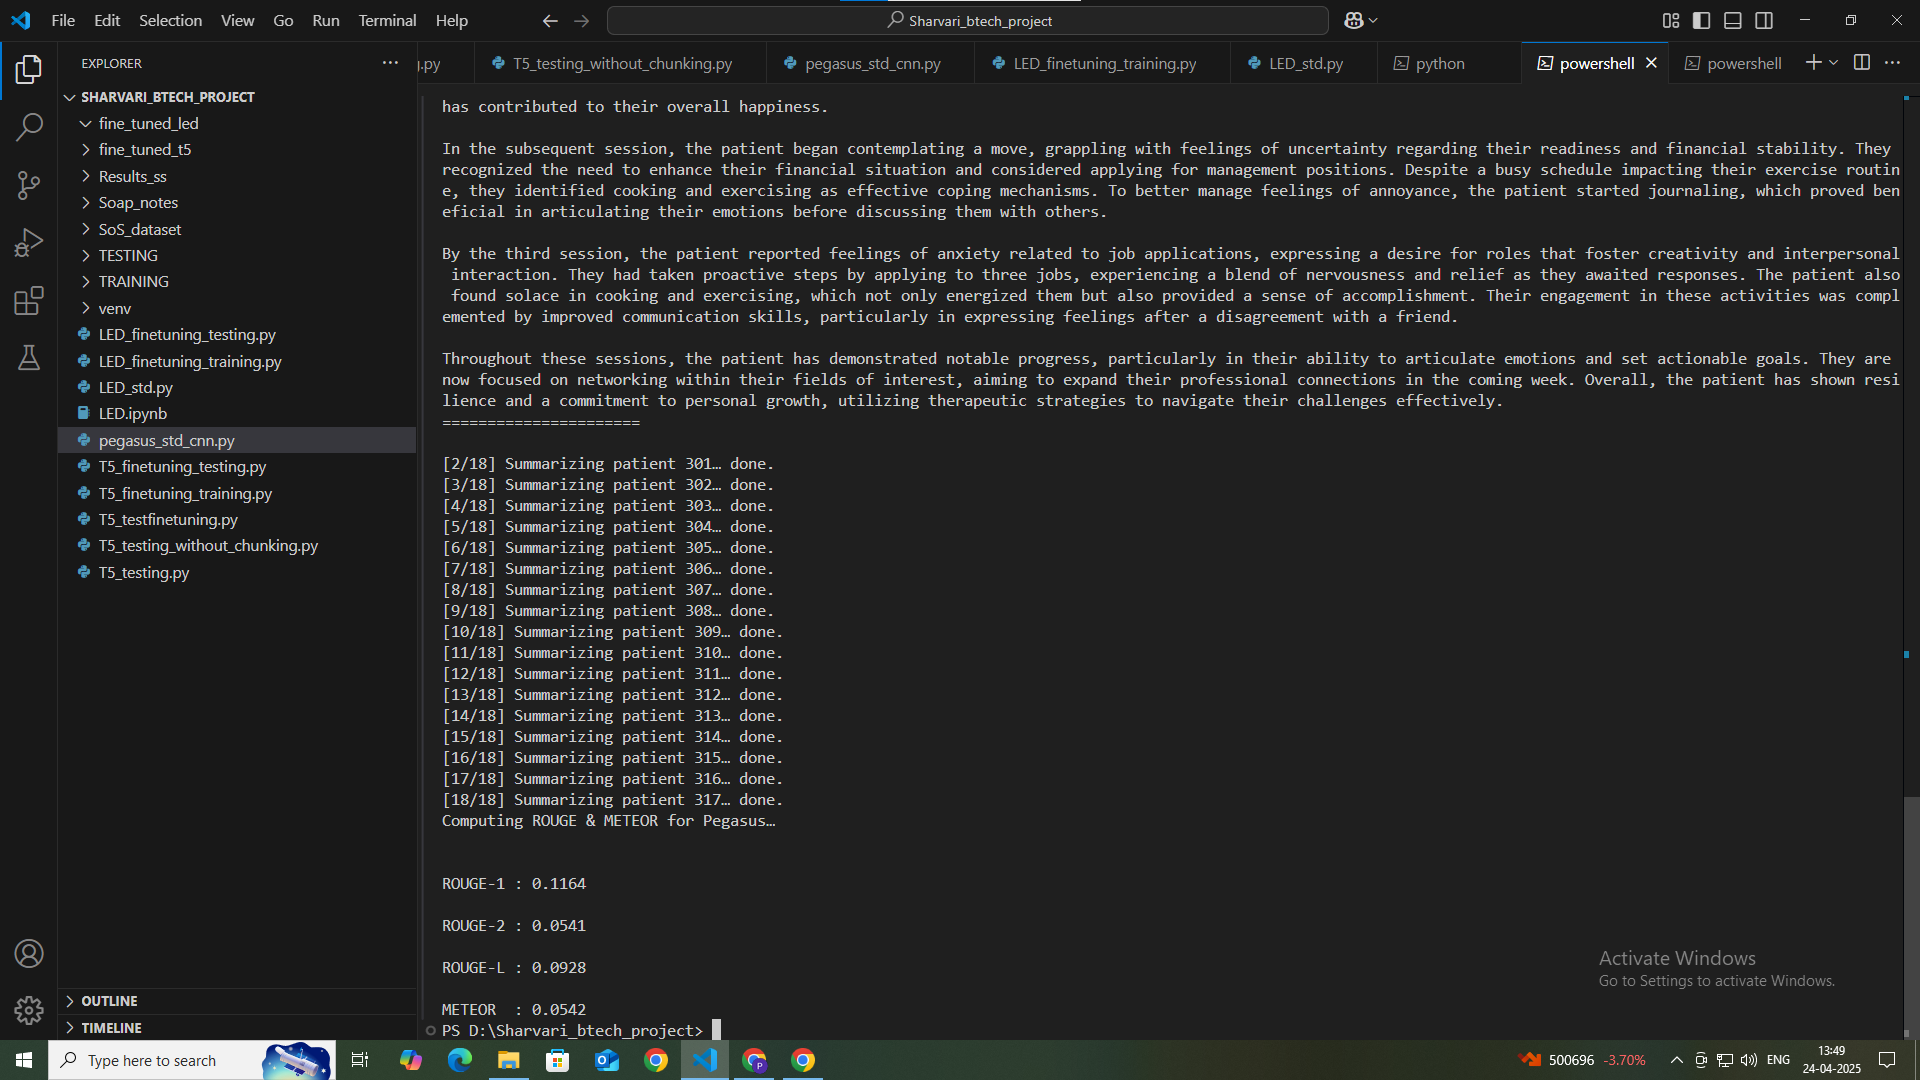 File Edit Selection View Go Run Terminal Help
Sharvari_btech_project
EXPLORER
SHARVARI_BTECH_PROJECT
fine_tuned_led
fine_tuned_t5
Results_ss
Soap_notes
SoS_dataset
TESTING
TRAINING
venv
LED_finetuning_testing.py
LED_finetuning_training.py
LED_std.py
LED.ipynb
pegasus_std_cnn.py
T5_finetuning_testing.py
T5_finetuning_training.py
T5_testfinetuning.py
T5_testing_without_chunking.py
T5_testing.py
OUTLINE
TIMELINE
.py T5_testing_without_chunking.py pegasus_std_cnn.py LED_finetuning_training.py LED_std.py python powershell powershell
has contributed to their overall happiness.
In the subsequent session, the patient began contemplating a move, grappling with feelings of uncertainty regarding their readiness and financial stability. They
recognized the need to enhance their financial situation and considered applying for management positions. Despite a busy schedule impacting their exercise routin
e, they identified cooking and exercising as effective coping mechanisms. To better manage feelings of annoyance, the patient started journaling, which proved ben
eficial in articulating their emotions before discussing them with others.
By the third session, the patient reported feelings of anxiety related to job applications, expressing a desire for roles that foster creativity and interpersonal
interaction. They had taken proactive steps by applying to three jobs, experiencing a blend of nervousness and relief as they awaited responses. The patient also
found solace in cooking and exercising, which not only energized them but also provided a sense of accomplishment. Their engagement in these activities was compl
emented by improved communication skills, particularly in expressing feelings after a disagreement with a friend.
Throughout these sessions, the patient has demonstrated notable progress, particularly in their ability to articulate emotions and set actionable goals. They are
now focused on networking within their fields of interest, aiming to expand their professional connections in the coming week. Overall, the patient has shown resi
lience and a commitment to personal growth, utilizing therapeutic strategies to navigate their challenges effectively.
======================
[2/18] Summarizing patient 301… done.
[3/18] Summarizing patient 302… done.
[4/18] Summarizing patient 303… done.
[5/18] Summarizing patient 304… done.
[6/18] Summarizing patient 305… done.
[7/18] Summarizing patient 306… done.
[8/18] Summarizing patient 307… done.
[9/18] Summarizing patient 308… done.
[10/18] Summarizing patient 309… done.
[11/18] Summarizing patient 310… done.
[12/18] Summarizing patient 311… done.
[13/18] Summarizing patient 312… done.
[14/18] Summarizing patient 313… done.
[15/18] Summarizing patient 314… done.
[16/18] Summarizing patient 315… done.
[17/18] Summarizing patient 316… done.
[18/18] Summarizing patient 317… done.
Computing ROUGE & METEOR for Pegasus…
ROUGE-1 : 0.1164
ROUGE-2 : 0.0541
ROUGE-L : 0.0928
METEOR  : 0.0542
PS D:\Sharvari_btech_project>
Activate Windows
Go to Settings to activate Windows.
Type here to search
500696 -3.70%
ENG
13:49
24-04-2025